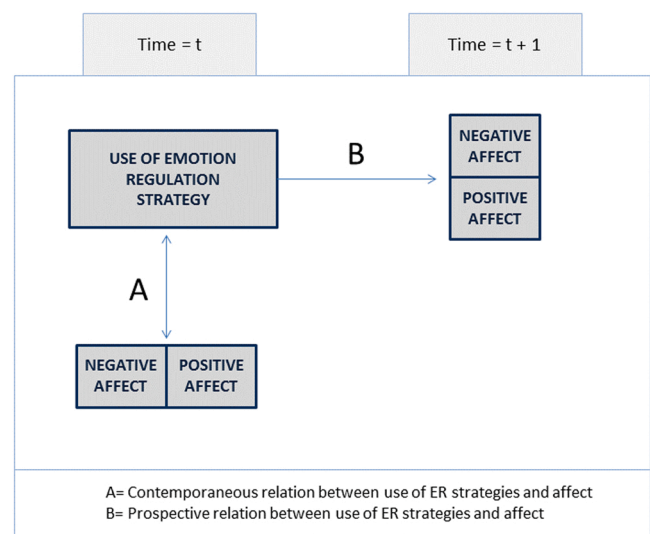 Time = t
Time = t + 1
USE OF EMOTION
REGULATION
STRATEGY
B
NEGATIVE
AFFECT
POSITIVE
AFFECT
A
NEGATIVE
AFFECT
POSITIVE
AFFECT
A= Contemporaneous relation between use of ER strategies and affect
B= Prospective relation between use of ER strategies and affect